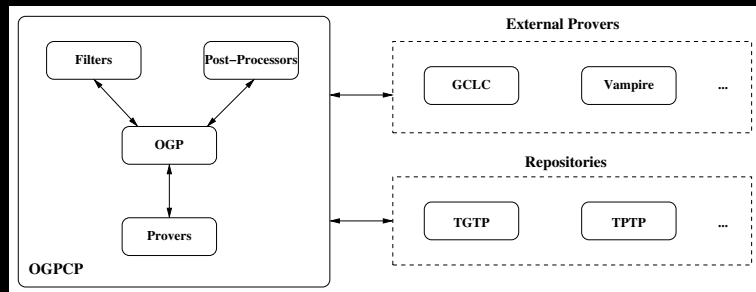 External Provers
Filters
Post-Processors
GCLC
Vampire
...
OGP
Repositories
Provers
TGTP
TPTP
...
OGPCP